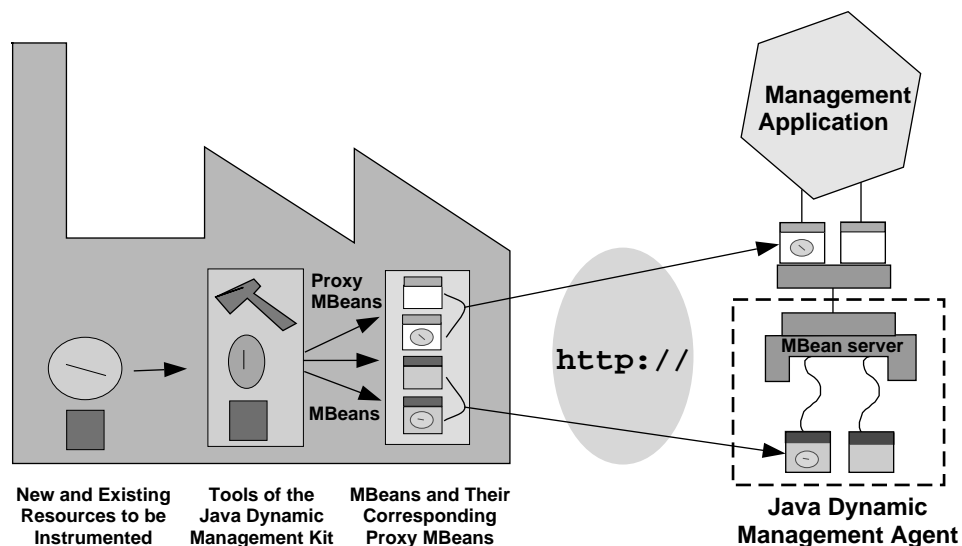 Management
Application
Proxy
MBeans
http://
MBean server
MBeans
New and Existing
Resources to be
Instrumented
Tools of the
Java Dynamic
Management Kit
MBeans and Their
Corresponding
Proxy MBeans
Java Dynamic
Management Agent